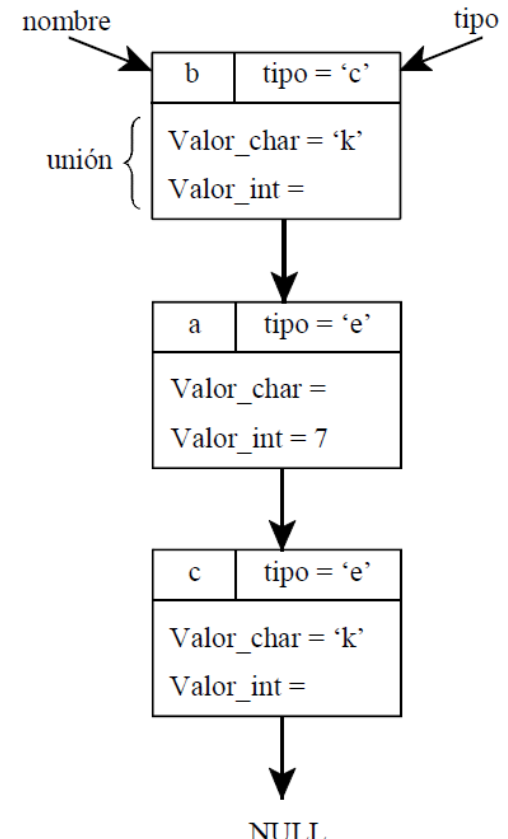 nombre
tipo
b
tipo = ‘c’
unión
Valor_char = ‘k’
Valor_int =
a
tipo = ‘e’
Valor_char =
Valor_int = 7
c
tipo = ‘e’
Valor_char = ‘k’
Valor_int =
NULL